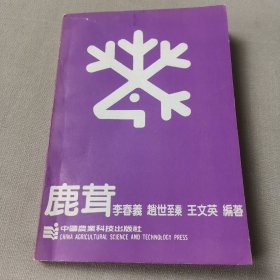 鹿茸 李春義 趙世臻 王文英 編著
中國農業科技出版社
CHINA AGRICULTURAL SCIENCE AND TECHNOLOGY PRESS